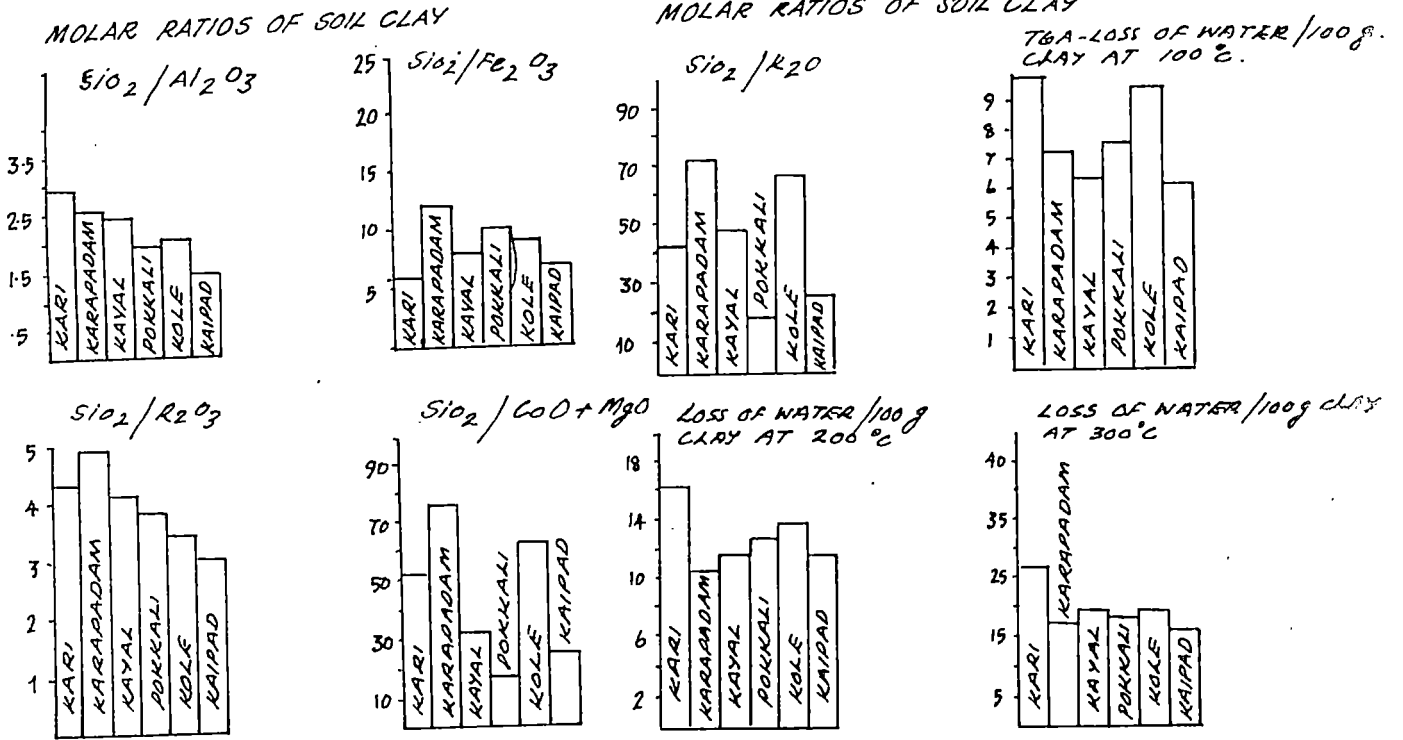 MOLAR RATIOS OF SOIL CLAY
SiO2/Al2O3
3.5
2.5
1.5
.5
KARI
KARAPADAM
KAYAL
POKKALI
KOLE
KAIPAD
SiO2/Fe2O3
25
20
15
10
5
KARI
KARAPADAM
KAYAL
POKKALI
KOLE
KAIPAD
MOLAR RATIOS OF SOIL CLAY
SiO2/K2O
90
70
50
30
10
KARI
KARAPADAM
KAYAL
POKKALI
KOLE
KAIPAD
TGA-LOSS OF WATER/100 g.
CLAY AT 100°C.
9
8
7
6
5
4
3
2
1
KARI
KARAPADAM
KAYAL
POKKALI
KOLE
KAIPAD
SiO2/R2O3
5
4
3
2
1
KARI
KARAPADAM
KAYAL
POKKALI
KOLE
KAIPAD
SiO2/CaO+MgO
90
70
50
30
10
KARI
KARAPADAM
KAYAL
POKKALI
KOLE
KAIPAD
LOSS OF WATER/100 g
CLAY AT 200°C
18
14
10
6
2
KARI
KARAPADAM
KAYAL
POKKALI
KOLE
KAIPAD
LOSS OF WATER/100 g CLAY
AT 300°C
40
35
25
15
5
KARI
KARAPADAM
KAYAL
POKKALI
KOLE
KAIPAD